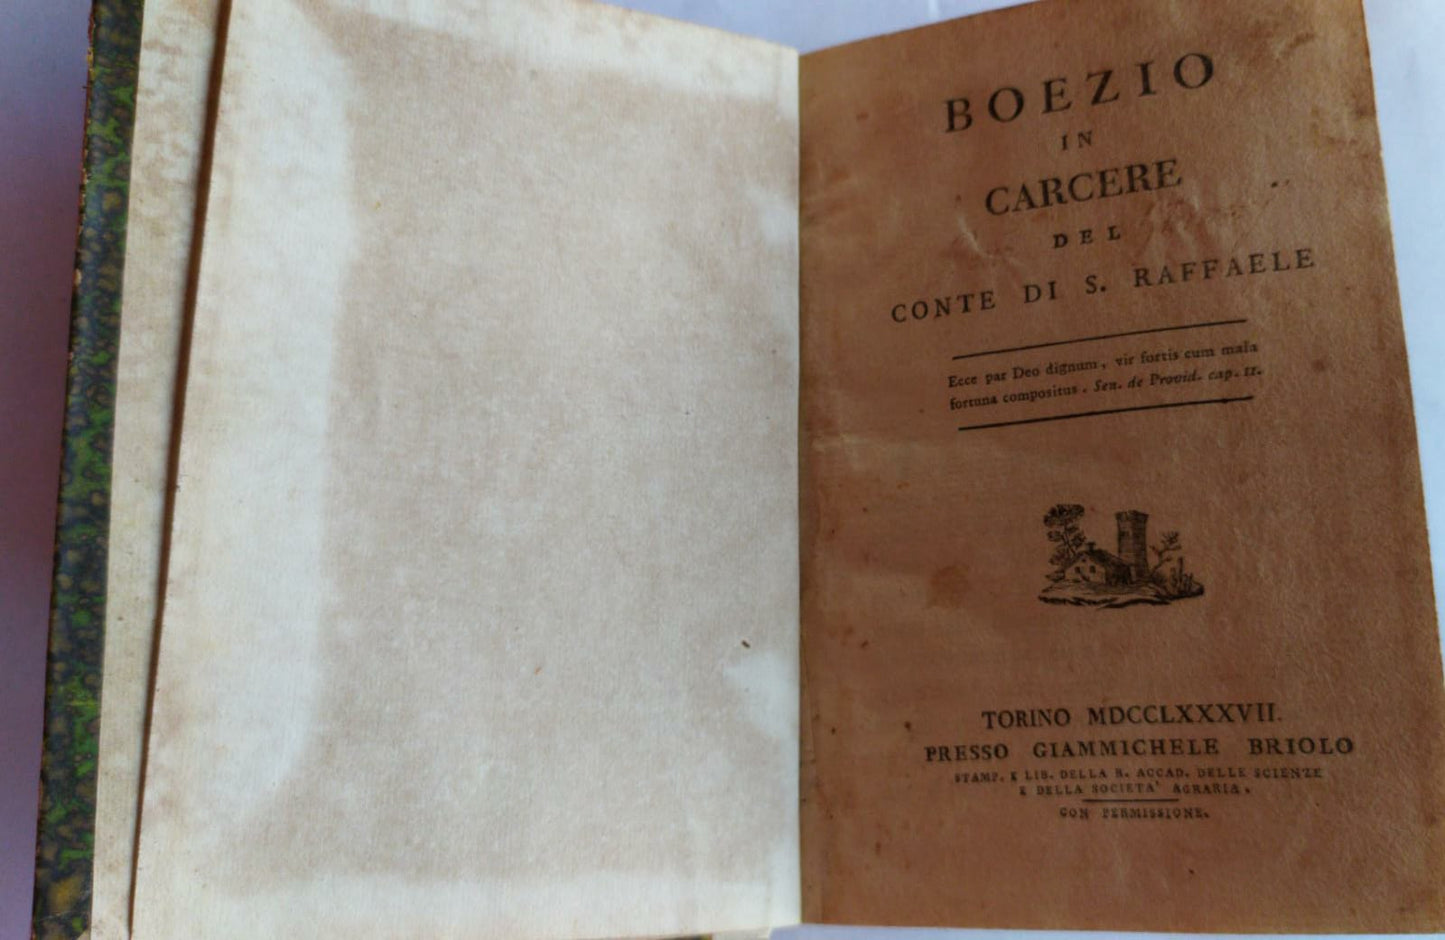 BOEZIO
IN
CARCERE
DEL
CONTE DI S. RAFFAELE
Ecce par Deo dignum, vir fortis cum mala
fortuna compositus. Sen. de Provid. cap. II.
TORINO MDCCLXXXVII.
PRESSO GIAMMICHELE BRIOLO
STAMP. E LIB. DELLA R. ACCAD. DELLE SCIENZE
E DELLA SOCIETA' AGRARIA.
CON PERMISSIONE.